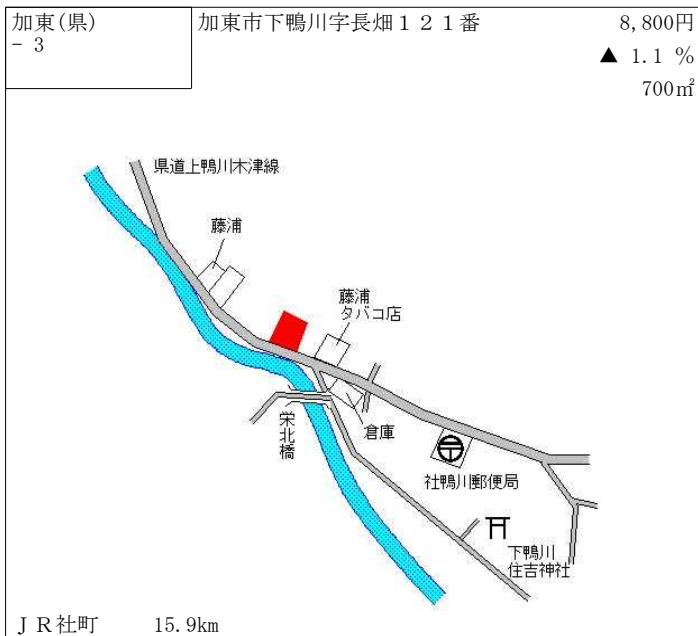 加東(県)
- 3
加東市下鴨川字長畑１２１番
8,800円
▲ 1.1 %
700㎡
県道上鴨川木津線
藤浦
藤浦
タバコ店
倉庫
栄北橋
社鴨川郵便局
下鴨川
住吉神社
ＪＲ社町 15.9km